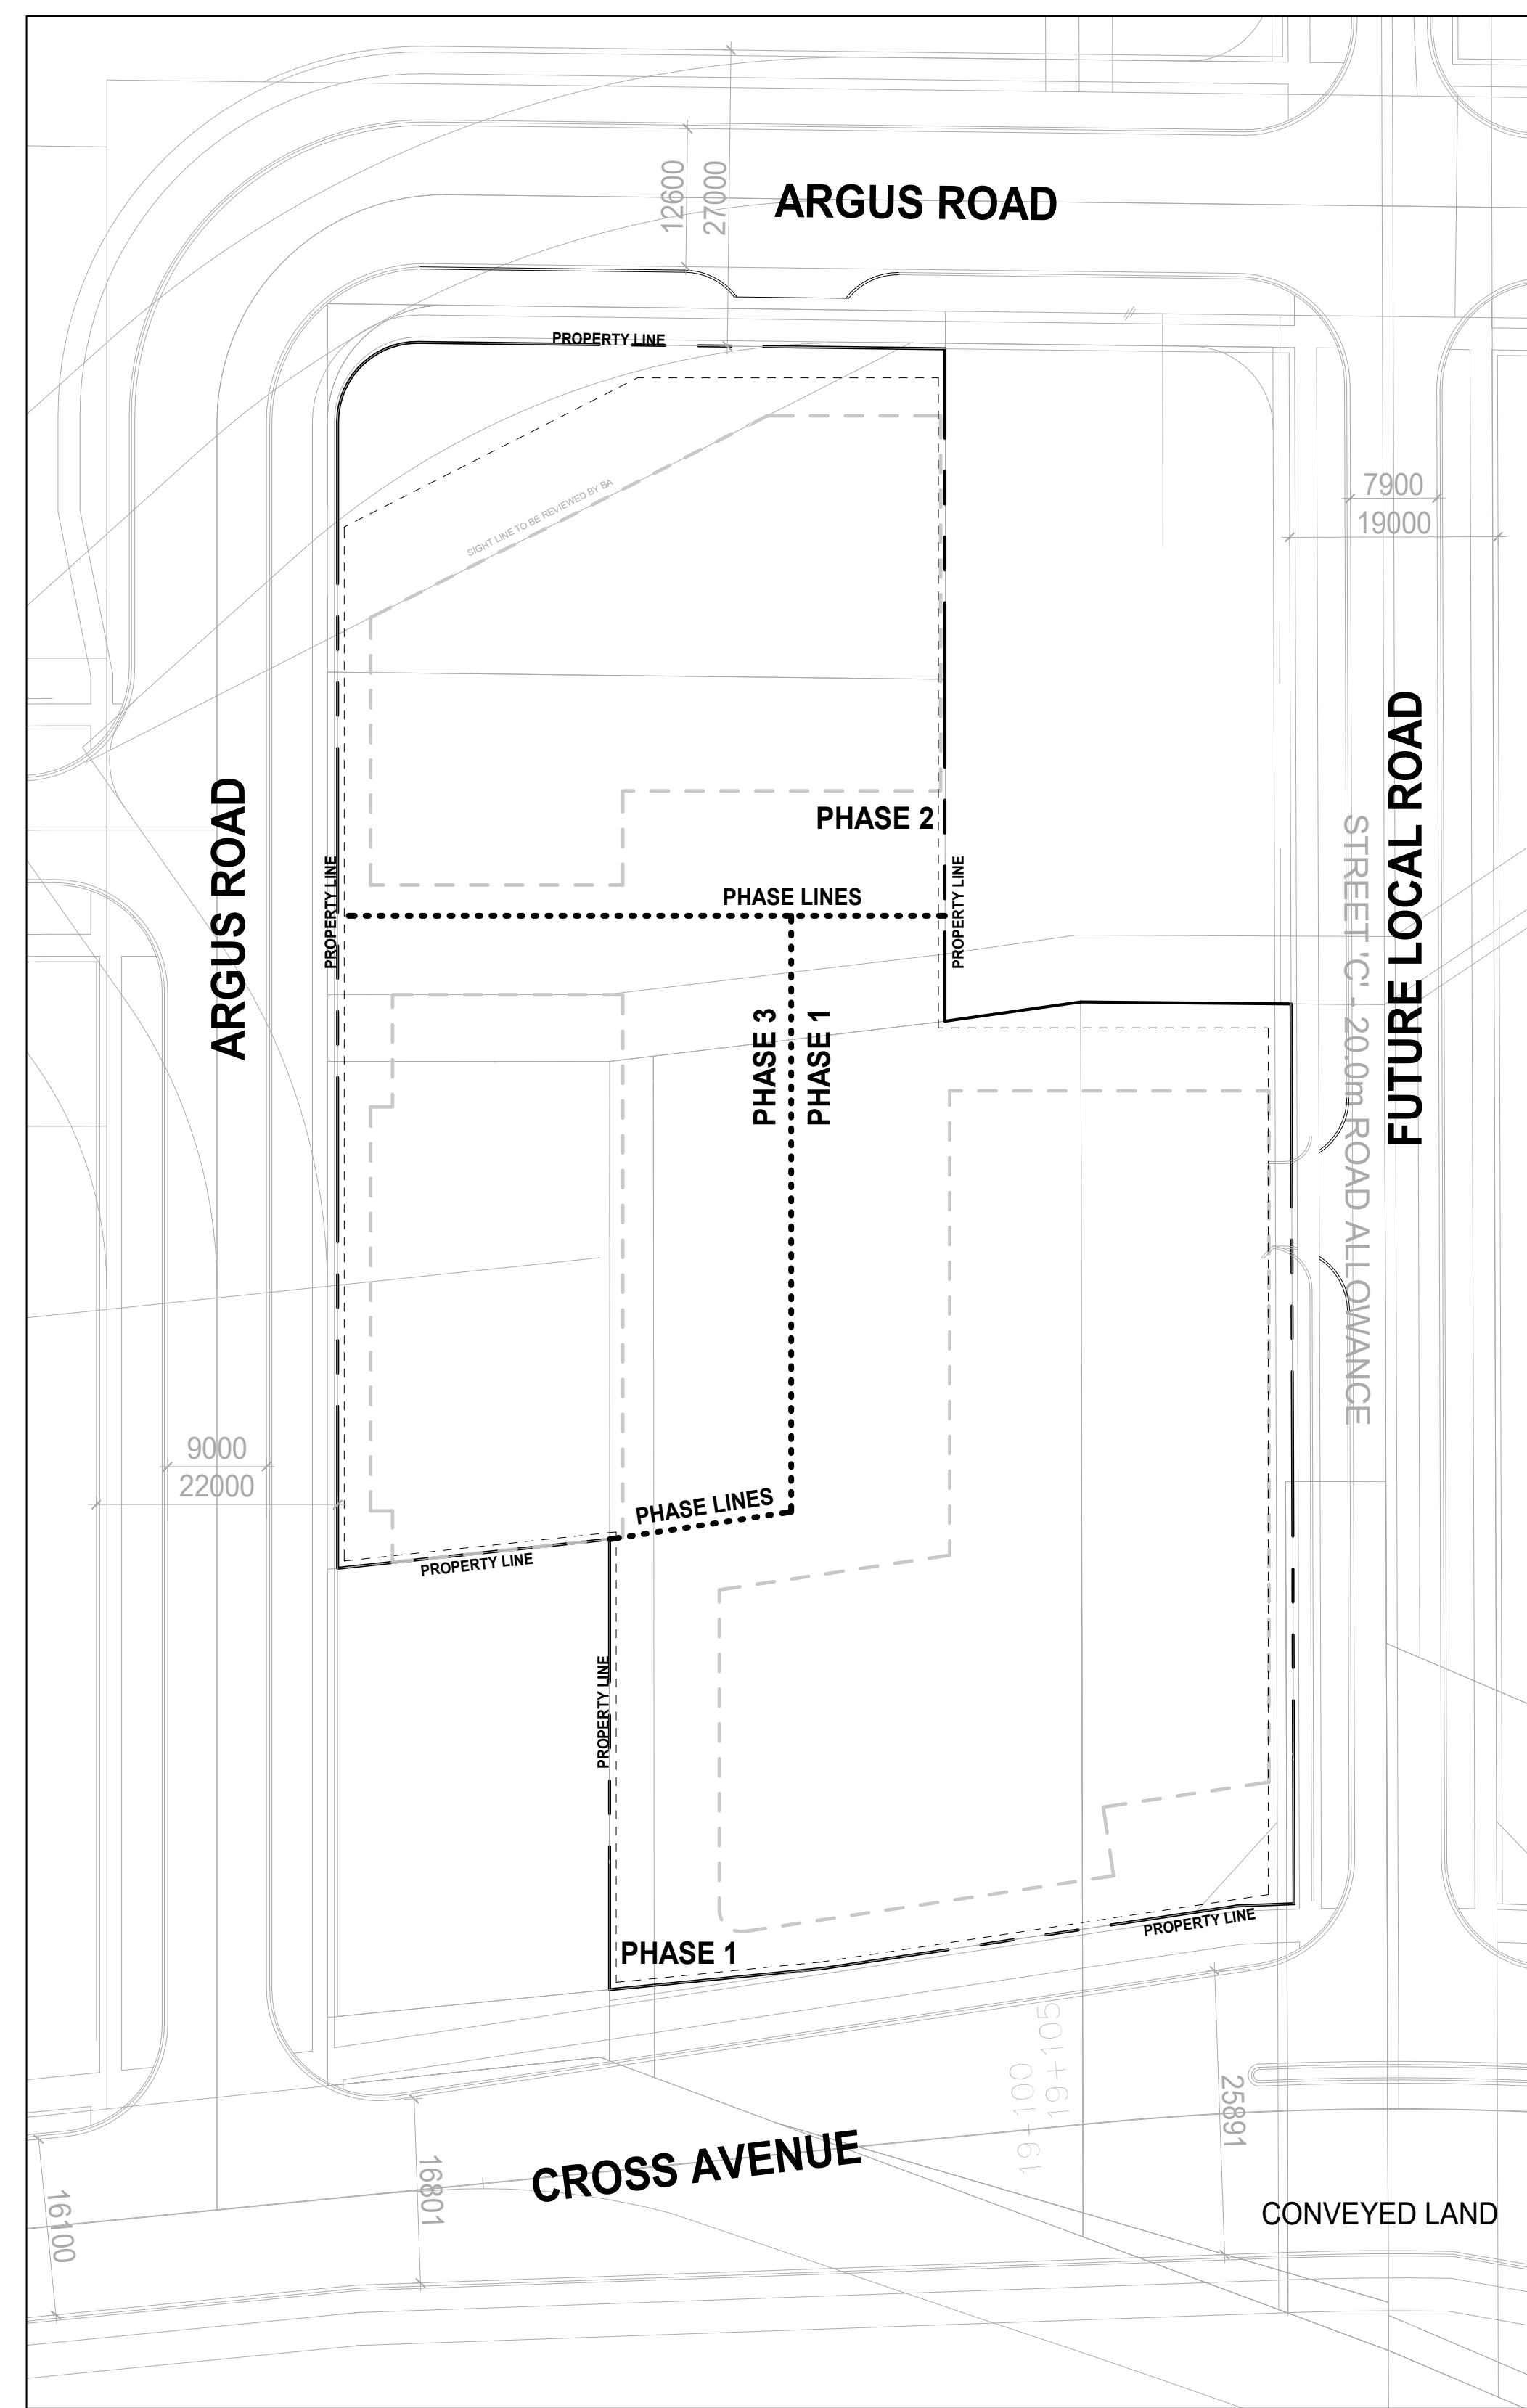 12600
27000
ARGUS ROAD
PROPERTY LINE
SIGHT LINE TO BE REVIEWED BY BA
7900
19000
ARGUS ROAD
PROPERTY LINE
PHASE 2
PHASE LINES
PROPERTY LINE
STREET 'C' - 20.0m ROAD ALLOWANCE
FUTURE LOCAL ROAD
PHASE 3
PHASE 1
9000
22000
PHASE LINES
PROPERTY LINE
PROPERTY LINE
PROPERTY LINE
PHASE 1
19-100
19+105
25891
CROSS AVENUE
16801
16100
CONVEYED LAND